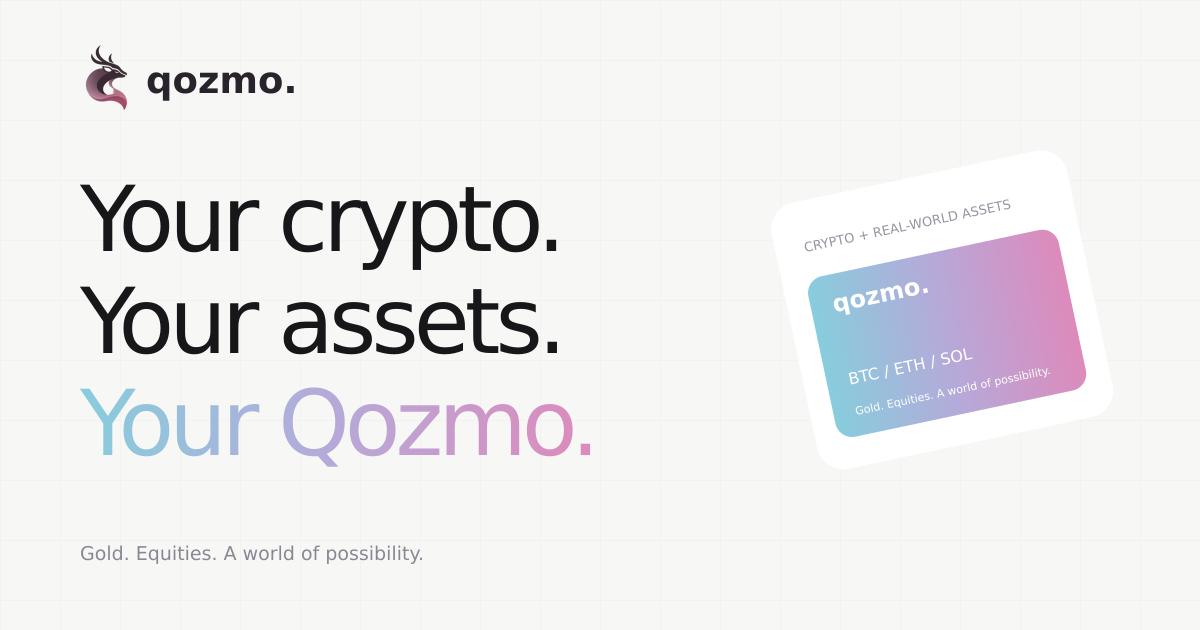 qozmo.
Your crypto.
Your assets.
Your Qozmo.
Gold. Equities. A world of possibility.
CRYPTO + REAL-WORLD ASSETS
qozmo.
BTC / ETH / SOL
Gold. Equities. A world of possibility.